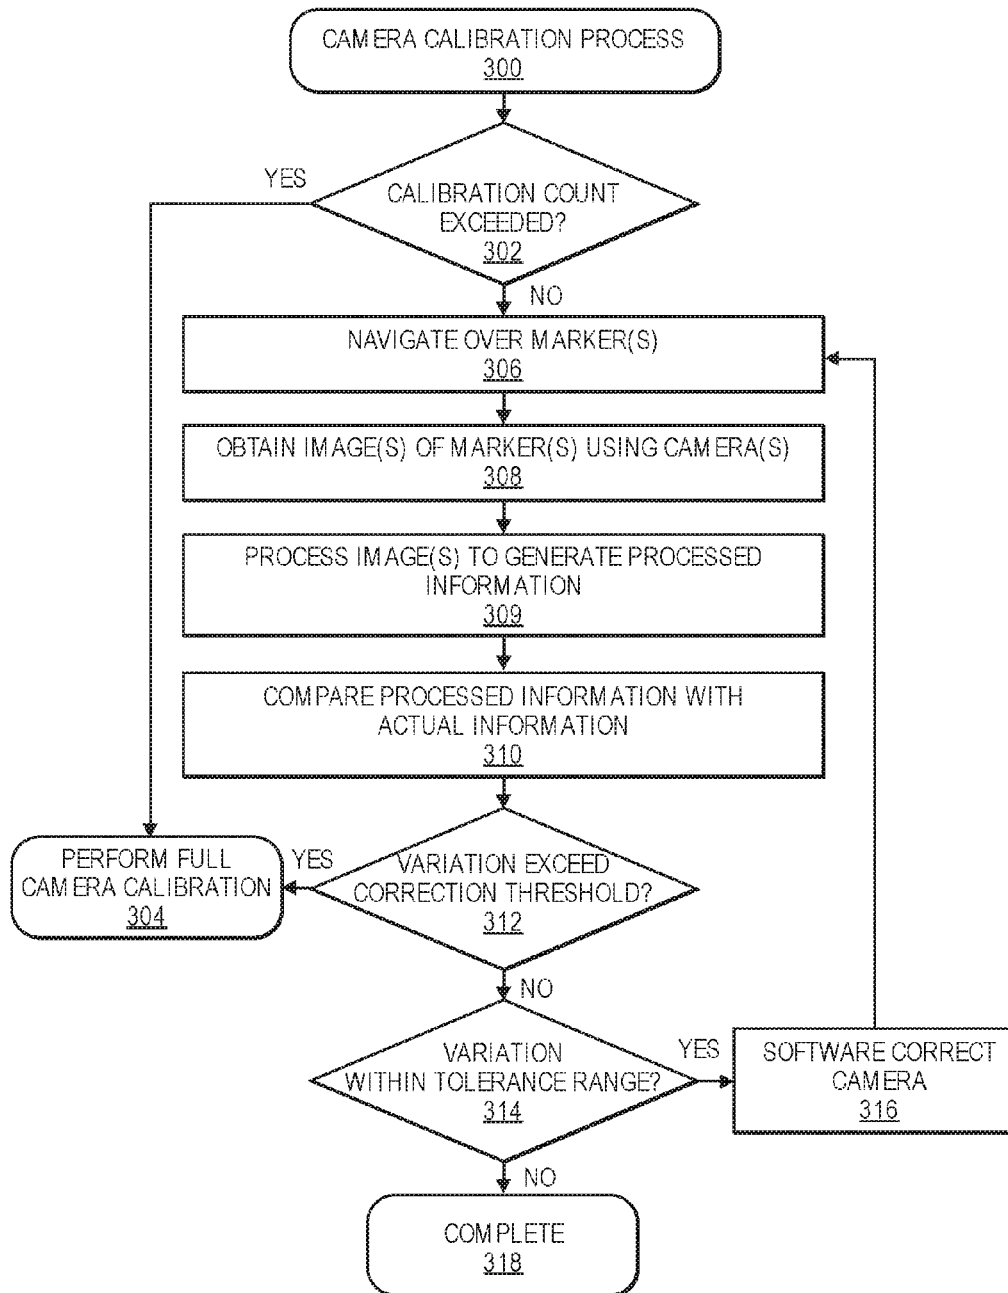 CAMERA CALIBRATION PROCESS
300
YES
CALIBRATION COUNT
EXCEEDED?
302
NO
NAVIGATE OVER MARKER(S)
306
OBTAIN IMAGE(S) OF MARKER(S) USING CAMERA(S)
308
PROCESS IMAGE(S) TO GENERATE PROCESSED
INFORMATION
309
COMPARE PROCESSED INFORMATION WITH
ACTUAL INFORMATION
310
PERFORM FULL
CAMERA CALIBRATION
304
YES
VARIATION EXCEED
CORRECTION THRESHOLD?
312
NO
VARIATION
WITHIN TOLERANCE RANGE?
314
YES
SOFTWARE CORRECT
CAMERA
316
NO
COMPLETE
318